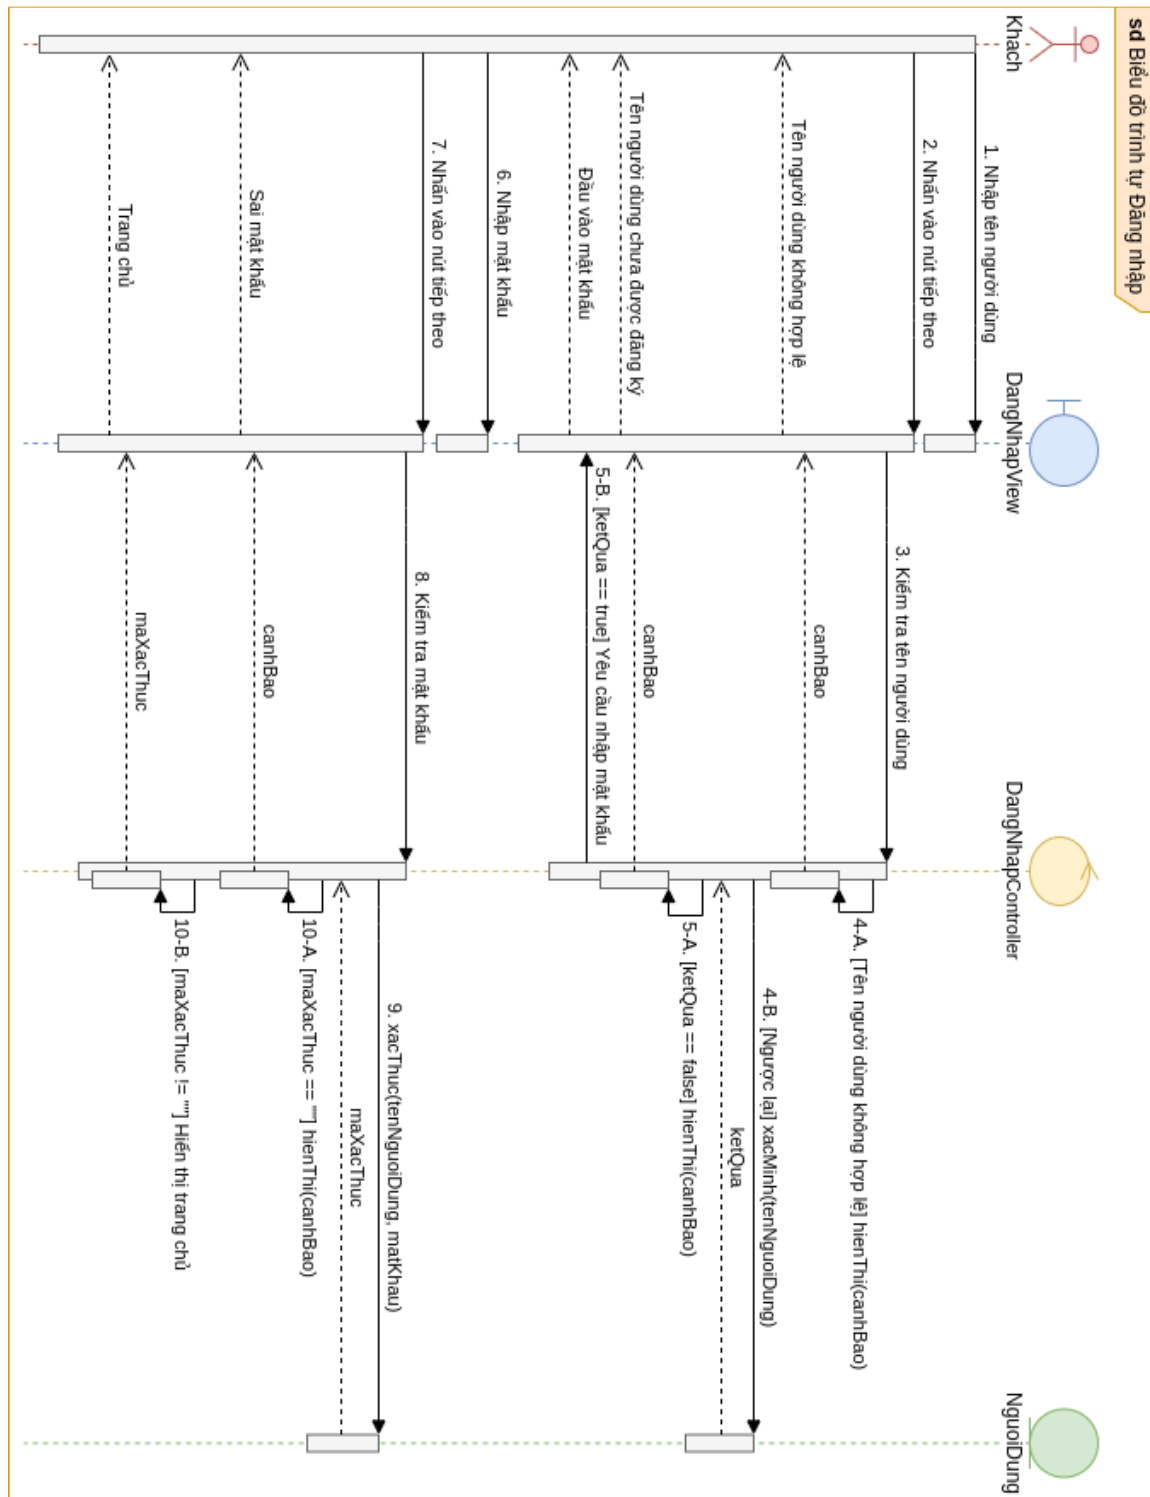 sd Biểu đồ trình tự Đăng nhập
Khach
DangNhapView
DangNhapController
NguoiDung
1. Nhập tên người dùng
2. Nhấn vào nút tiếp theo
3. Kiểm tra tên người dùng
4-A. [Tên người dùng không hợp lệ] hienThi(canhBao)
canhBao
Tên người dùng không hợp lệ
4-B. [Ngược lại] xacMinh(tenNguoiDung)
ketQua
5-A. [ketQua == false] hienThi(canhBao)
canhBao
Tên người dùng chưa được đăng ký
5-B. [ketQua == true] Yêu cầu nhập mật khẩu
Đầu vào mật khẩu
6. Nhập mật khẩu
7. Nhấn vào nút tiếp theo
8. Kiểm tra mật khẩu
9. xacThuc(tenNguoiDung, matKhau)
maXacThuc
10-A. [maXacThuc == ""] hienThi(canhBao)
canhBao
Sai mật khẩu
10-B. [maXacThuc != ""] Hiển thị trang chủ
maXacThuc
Trang chủ